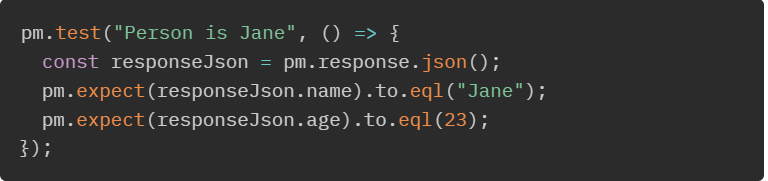 pm.test("Person is Jane", () => {
  const responseJson = pm.response.json();
  pm.expect(responseJson.name).to.eql("Jane");
  pm.expect(responseJson.age).to.eql(23);
});